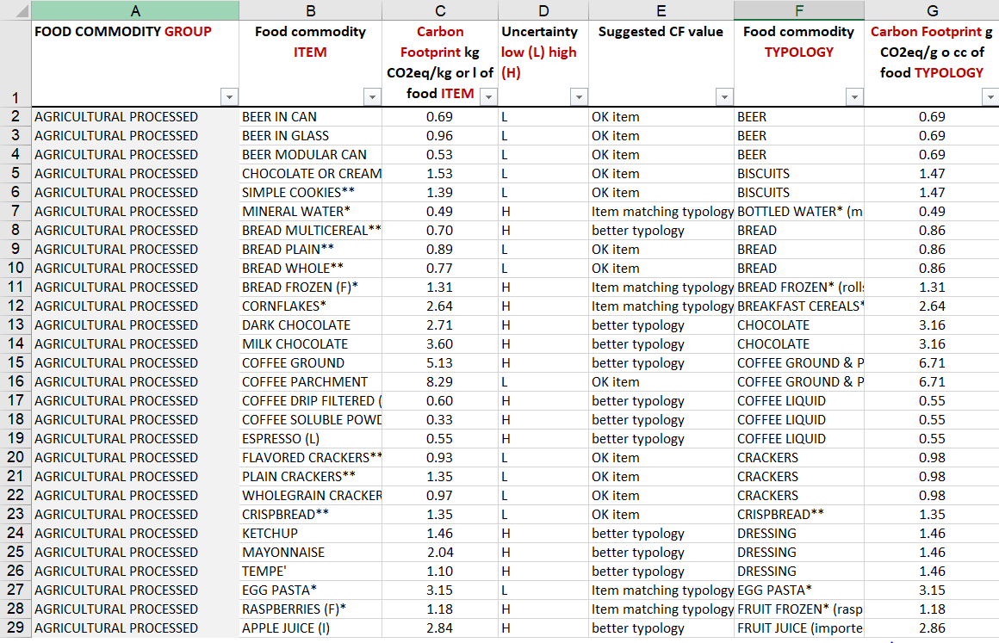 A B C D E F G
1 FOOD COMMODITY GROUP Food commodity ITEM Carbon Footprint kg CO2eq/kg or l of food ITEM Uncertainty low (L) high (H) Suggested CF value Food commodity TYPOLOGY Carbon Footprint g CO2eq/g o cc of food TYPOLOGY
2 AGRICULTURAL PROCESSED BEER IN CAN 0.69 L OK item BEER 0.69
3 AGRICULTURAL PROCESSED BEER IN GLASS 0.96 L OK item BEER 0.69
4 AGRICULTURAL PROCESSED BEER MODULAR CAN 0.53 L OK item BEER 0.69
5 AGRICULTURAL PROCESSED CHOCOLATE OR CREAM 1.53 L OK item BISCUITS 1.47
6 AGRICULTURAL PROCESSED SIMPLE COOKIES** 1.39 L OK item BISCUITS 1.47
7 AGRICULTURAL PROCESSED MINERAL WATER* 0.49 H Item matching typology BOTTLED WATER* (m 0.49
8 AGRICULTURAL PROCESSED BREAD MULTICEREAL** 0.70 H better typology BREAD 0.86
9 AGRICULTURAL PROCESSED BREAD PLAIN** 0.89 L OK item BREAD 0.86
10 AGRICULTURAL PROCESSED BREAD WHOLE** 0.77 L OK item BREAD 0.86
11 AGRICULTURAL PROCESSED BREAD FROZEN (F)* 1.31 H Item matching typology BREAD FROZEN* (rolls 1.31
12 AGRICULTURAL PROCESSED CORNFLAKES* 2.64 H Item matching typology BREAKFAST CEREALS* 2.64
13 AGRICULTURAL PROCESSED DARK CHOCOLATE 2.71 H better typology CHOCOLATE 3.16
14 AGRICULTURAL PROCESSED MILK CHOCOLATE 3.60 H better typology CHOCOLATE 3.16
15 AGRICULTURAL PROCESSED COFFEE GROUND 5.13 H better typology COFFEE GROUND & P 6.71
16 AGRICULTURAL PROCESSED COFFEE PARCHMENT 8.29 L OK item COFFEE GROUND & P 6.71
17 AGRICULTURAL PROCESSED COFFEE DRIP FILTERED ( 0.60 H better typology COFFEE LIQUID 0.55
18 AGRICULTURAL PROCESSED COFFEE SOLUBLE POWD 0.33 H better typology COFFEE LIQUID 0.55
19 AGRICULTURAL PROCESSED ESPRESSO (L) 0.55 H better typology COFFEE LIQUID 0.55
20 AGRICULTURAL PROCESSED FLAVORED CRACKERS** 0.93 L OK item CRACKERS 0.98
21 AGRICULTURAL PROCESSED PLAIN CRACKERS** 1.35 L OK item CRACKERS 0.98
22 AGRICULTURAL PROCESSED WHOLEGRAIN CRACKER 0.97 L OK item CRACKERS 0.98
23 AGRICULTURAL PROCESSED CRISPBREAD** 1.35 L OK item CRISPBREAD** 1.35
24 AGRICULTURAL PROCESSED KETCHUP 1.46 H better typology DRESSING 1.46
25 AGRICULTURAL PROCESSED MAYONNAISE 2.04 H better typology DRESSING 1.46
26 AGRICULTURAL PROCESSED TEMPE' 1.10 H better typology DRESSING 1.46
27 AGRICULTURAL PROCESSED EGG PASTA* 3.15 L Item matching typology EGG PASTA* 3.15
28 AGRICULTURAL PROCESSED RASPBERRIES (F)* 1.18 H Item matching typology FRUIT FROZEN* (rasp 1.18
29 AGRICULTURAL PROCESSED APPLE JUICE (I) 2.84 H better typology FRUIT JUICE (importe 2.86